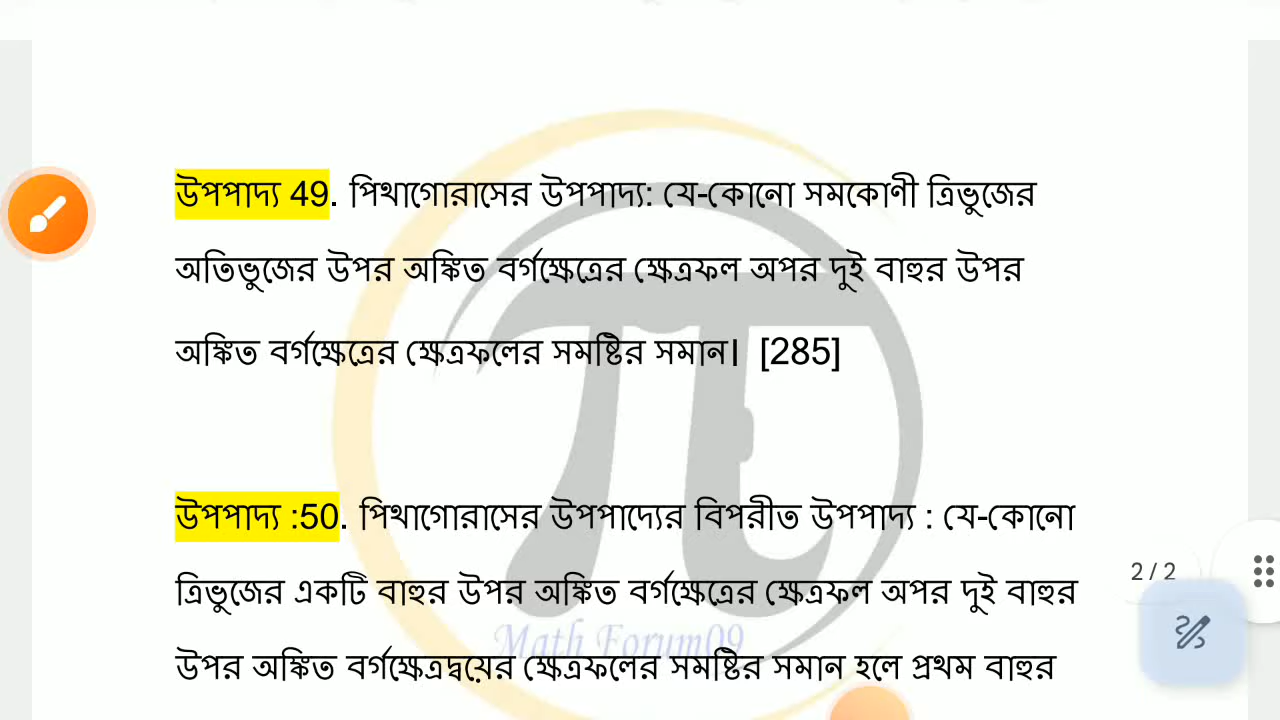 উপপাদ্য 49. পিথাগোরাসের উপপাদ্য: যে-কোনো সমকোণী ত্রিভুজের
অতিভুজের উপর অঙ্কিত বর্গক্ষেত্রের ক্ষেত্রফল অপর দুই বাহুর উপর
অঙ্কিত বর্গক্ষেত্রের ক্ষেত্রফলের সমষ্টির সমান। [285]
উপপাদ্য :50. পিথাগোরাসের উপপাদ্যের বিপরীত উপপাদ্য : যে-কোনো
ত্রিভুজের একটি বাহুর উপর অঙ্কিত বর্গক্ষেত্রের ক্ষেত্রফল অপর দুই বাহুর
2 / 2
Math Forum09
উপর অঙ্কিত বর্গক্ষেত্রদ্বয়ের ক্ষেত্রফলের সমষ্টির সমান হলে প্রথম বাহুর